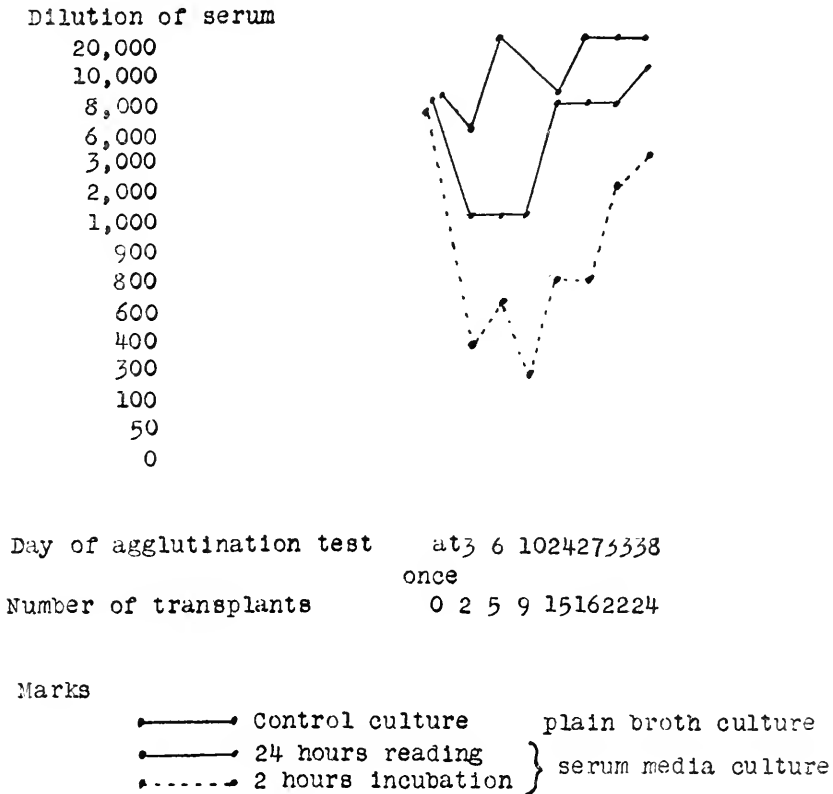 Dilution of serum
20,000
10,000
8,000
6,000
3,000
2,000
1,000
900
800
600
400
300
100
50
0
Day of agglutination test at3 6 1024273338
once
Number of transplants 0 2 5 9 15162224
Marks
Control culture plain broth culture
24 hours reading
2 hours incubation } serum media culture